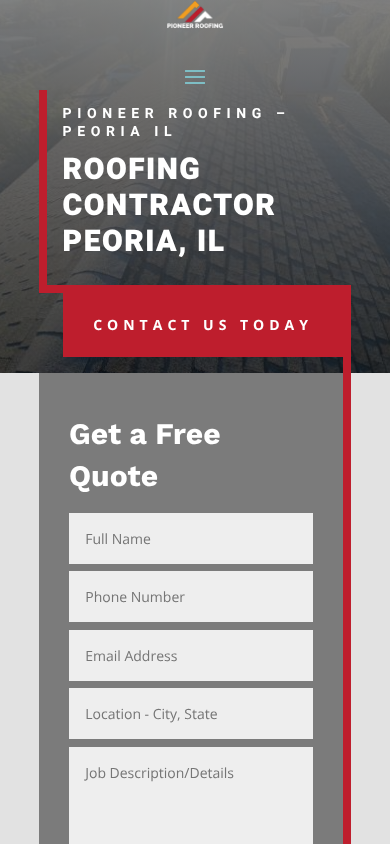 PIONEER ROOFING
PIONEER ROOFING –
PEORIA IL
ROOFING
CONTRACTOR
PEORIA, IL
CONTACT US TODAY
Get a Free
Quote
Full Name
Phone Number
Email Address
Location - City, State
Job Description/Details